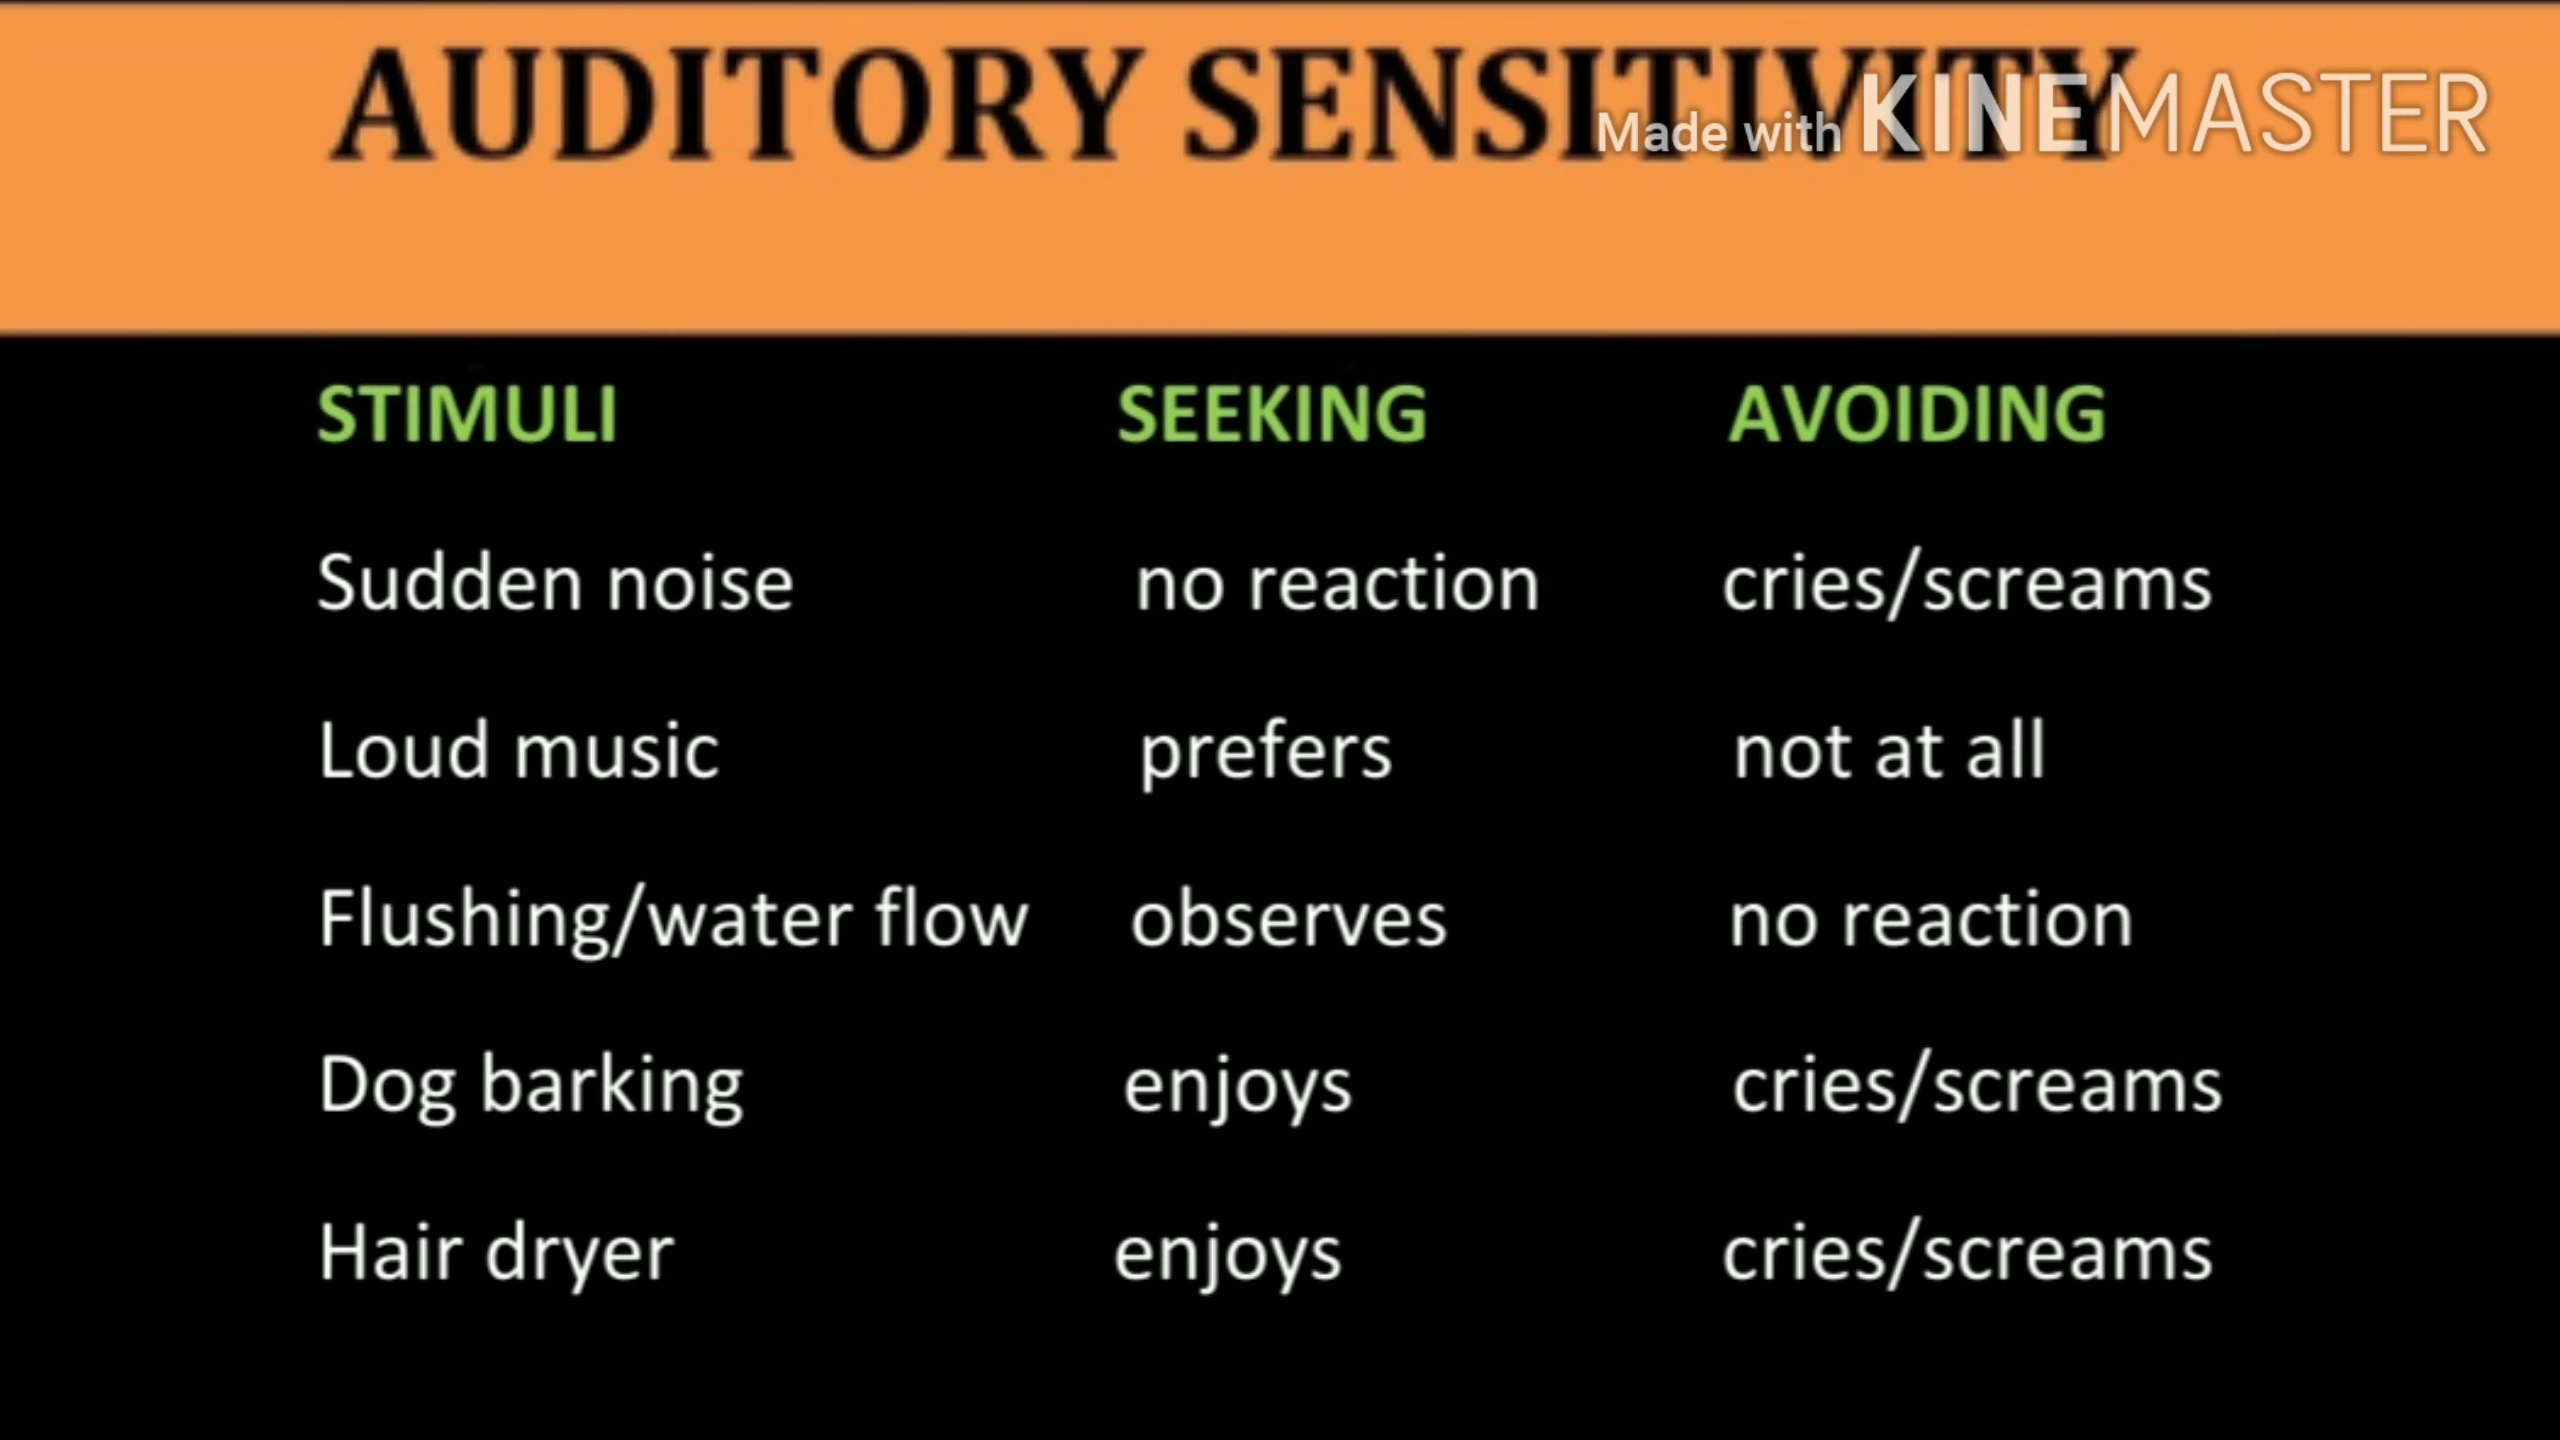 AUDITORY SENSITIVITY
Made with KINEMASTER
STIMULI SEEKING AVOIDING
Sudden noise no reaction cries/screams
Loud music prefers not at all
Flushing/water flow observes no reaction
Dog barking enjoys cries/screams
Hair dryer enjoys cries/screams